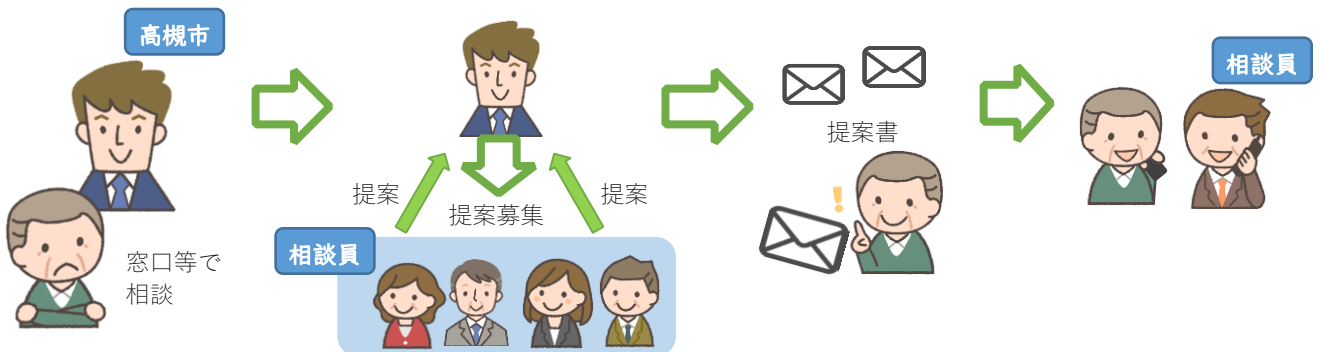 高槻市
窓口等で
相談
提案
提案募集
提案
相談員
提案書
相談員